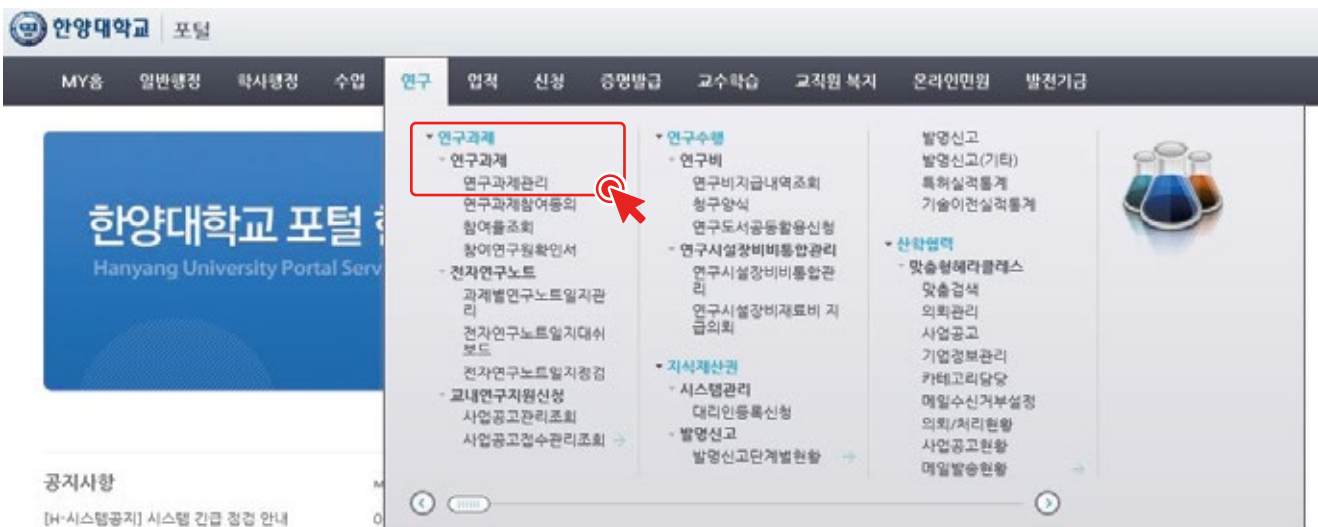 한양대학교 포털
MY홈 일반행정 학사행정 수업 연구 업적 신청 증명발급 교수학습 교직원 복지 온라인민원 발전기금
한양대학교 포털
Hanyang University Portal Serv
연구과제
연구과제
연구과제관리
연구과제참여동의
참여율조회
참여연구원확인서
전자연구노트
과제별연구노트일지관
리
전자연구노트일지대쉬
보드
전자연구노트일지점검
교내연구지원신청
사업공고관리조회
사업공고접수관리조회
연구수행
연구비
연구비지급내역조회
청구양식
연구도서공동활용신청
연구시설장비비통합관리
연구시설장비비통합관
리
연구시설장비재료비 지
급의뢰
지식재산권
시스템관리
대리인등록신청
발명신고
발명신고단계별현황
발명신고
발명신고(기타)
특허실적통계
기술이전실적통계
산학협력
맞춤형헤라클레스
맞춤검색
의뢰관리
사업공고
기업정보관리
카테고리담당
메일수신거부설정
의뢰/처리현황
사업공고현황
메일발송현황
공지사항
[H-시스템공지] 시스템 긴급 점검 안내